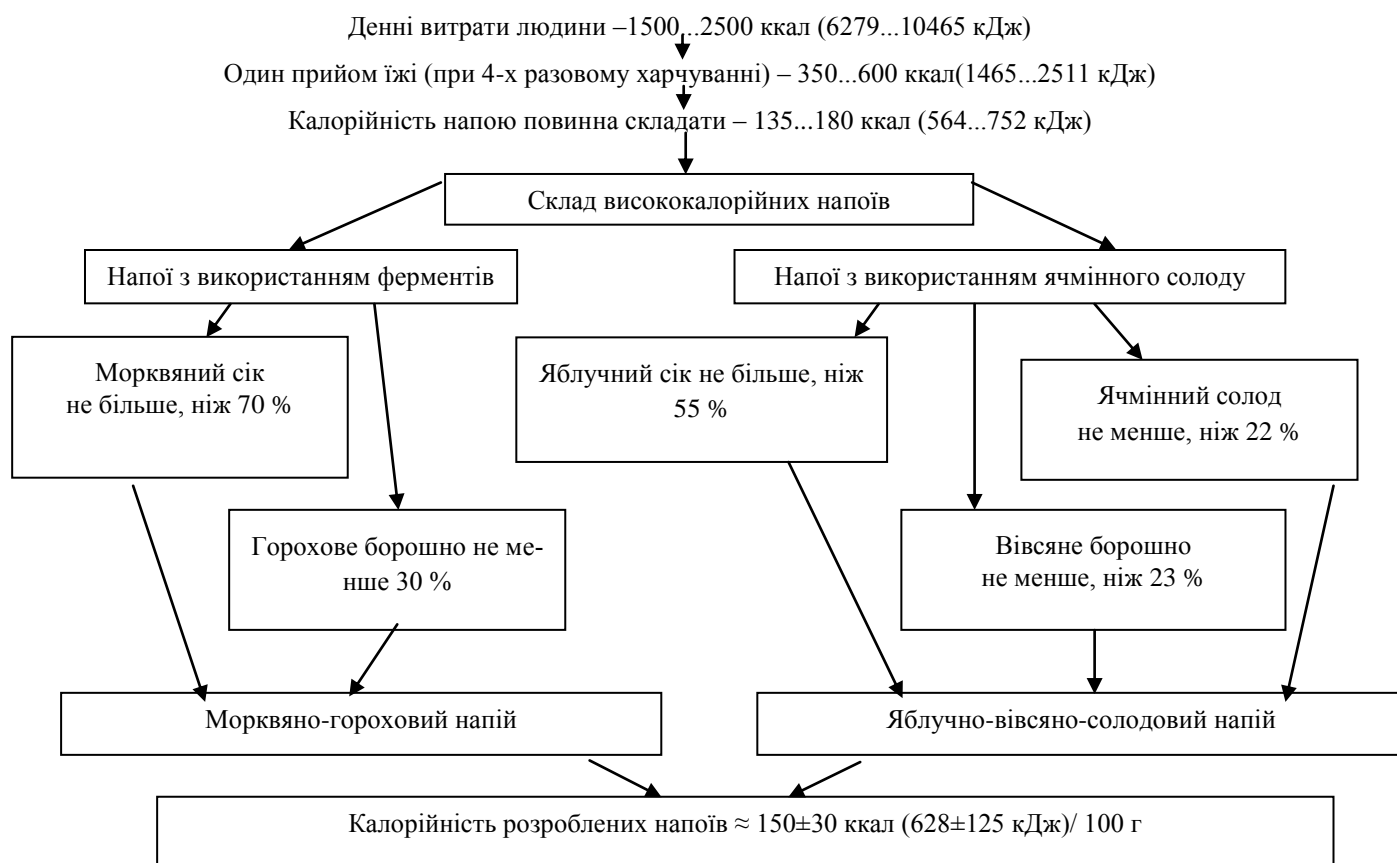 Денні витрати людини –1500...2500 ккал (6279...10465 кДж)
Один прийом їжі (при 4-х разовому харчуванні) – 350...600 ккал(1465...2511 кДж)
Калорійність напою повинна складати – 135...180 ккал (564...752 кДж)
Склад висококалорійних напоїв
Напої з використанням ферментів
Напої з використанням ячмінного солоду
Морквяний сік
не більше, ніж 70 %
Яблучний сік не більше, ніж
55 %
Ячмінний солод
не менше, ніж 22 %
Горохове борошно не ме-
нше 30 %
Вівсяне борошно
не менше, ніж 23 %
Морквяно-гороховий напій
Яблучно-вівсяно-солодовий напій
Калорійність розроблених напоїв ≈ 150±30 ккал (628±125 кДж)/ 100 г